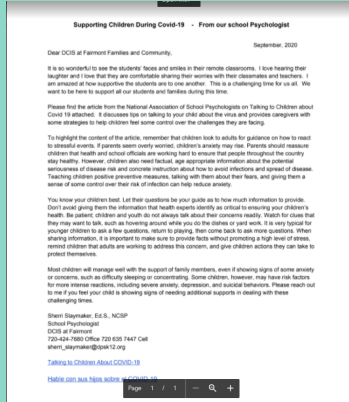 Supporting Children During Covid-19 - From our school Psychologist
September, 2020
Dear DCIS at Fairmont Families and Community,
It is so wonderful to see the students' faces and smiles in their remote classrooms. I love hearing their
laughter and I love that they are comfortable sharing their worries with their classmates and teachers. I
am amazed at how supportive the students are to one another. This is a challenging time for us all. We
want to be here to support all our students and families during this time.
Please find the article from the National Association of School Psychologists on Talking to Children about
Covid 19 attached. It discusses tips on talking to your child about the virus and provides caregivers with
some strategies to help children feel some control over the challenges they are facing.
To highlight the content of the article, remember that children look to adults for guidance on how to react
to stressful events. If parents seem overly worried, children's anxiety may rise. Parents should reassure
children that health and school officials are working hard to ensure that people throughout the country
stay healthy. However, children also need factual, age appropriate information about the potential
seriousness of disease risk and concrete instruction about how to avoid infections and spread of disease.
Teaching children positive preventive measures, talking with them about their fears, and giving them a
sense of some control over their risk of infection can help reduce anxiety.
You know your children best. Let their questions be your guide as to how much information to provide.
Don't avoid giving them the information that health experts identify as critical to ensuring your children's
health. Be patient; children and youth do not always talk about their concerns readily. Watch for clues that
they may want to talk, such as hovering around while you do the dishes or yard work. It is very typical for
younger children to ask a few questions, return to playing, then come back to ask more questions. When
sharing information, it is important to make sure to provide facts without promoting a high level of stress,
remind children that adults are working to address this concern, and give children actions they can take to
protect themselves.
Most children will manage well with the support of family members, even if showing signs of some anxiety
or concerns, such as difficulty sleeping or concentrating. Some children, however, may have risk factors
for more intense reactions, including severe anxiety, depression, and suicidal behaviors. Please reach out
to me if you feel your child is showing signs of needing additional supports in dealing with these
challenging times.
Sherri Slaymaker, Ed.S., NCSP
School Psychologist
DCIS at Fairmont
720-424-7680 Office 720 635 7447 Cell
sherri_slaymaker@dpsk12.org
Talking to Children About COVID-19
Hable con sus hijos sobre el COVID-19
Page 1 / 1 − +